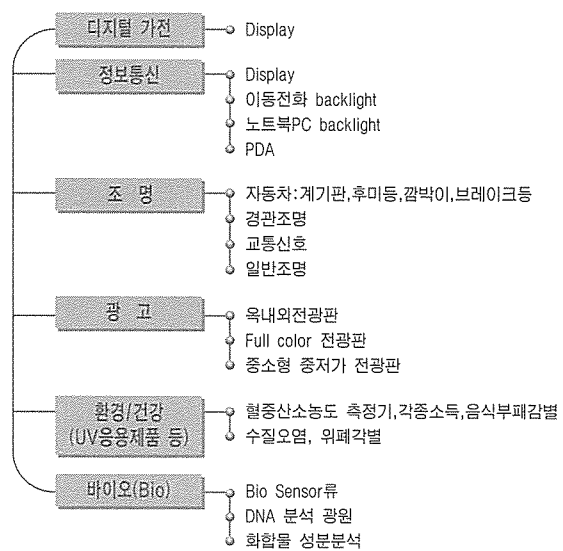 디지털 가전
Display
정보통신
Display
이동전화 backlight
노트북PC backlight
PDA
조 명
자동차:계기판,후미등,깜박이,브레이크등
경관조명
교통신호
일반조명
광 고
옥내외전광판
Full color 전광판
중소형 중저가 전광판
환경/건강
(UV응용제품 등)
혈중산소농도 측정기,각종소득,음식부패감별
수질오염, 위폐각별
바이오(Bio)
Bio Sensor류
DNA 분석 광원
화합물 성분분석